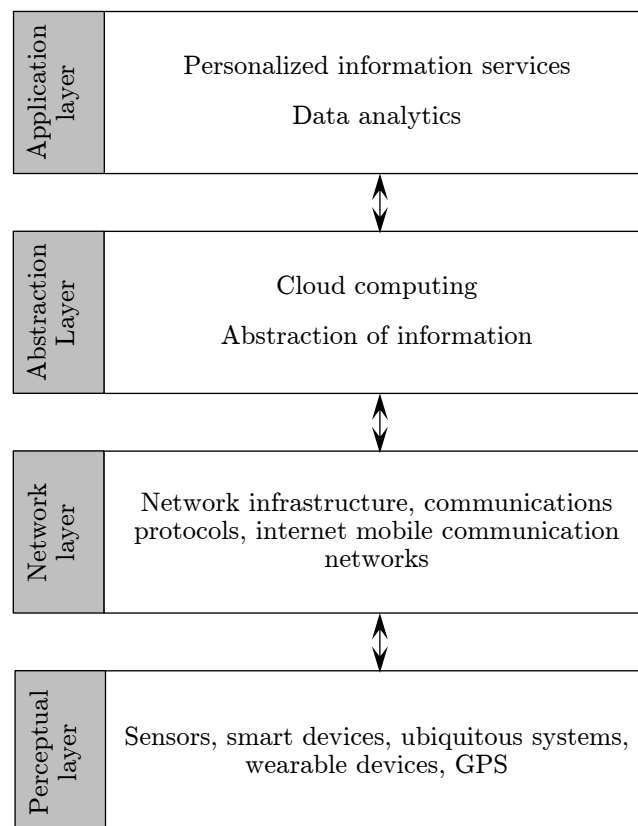 Application
layer
Personalized information services
Data analytics
Abstraction
Layer
Cloud computing
Abstraction of information
Network
layer
Network infrastructure, communications
protocols, internet mobile communication
networks
Perceptual
layer
Sensors, smart devices, ubiquitous systems,
wearable devices, GPS